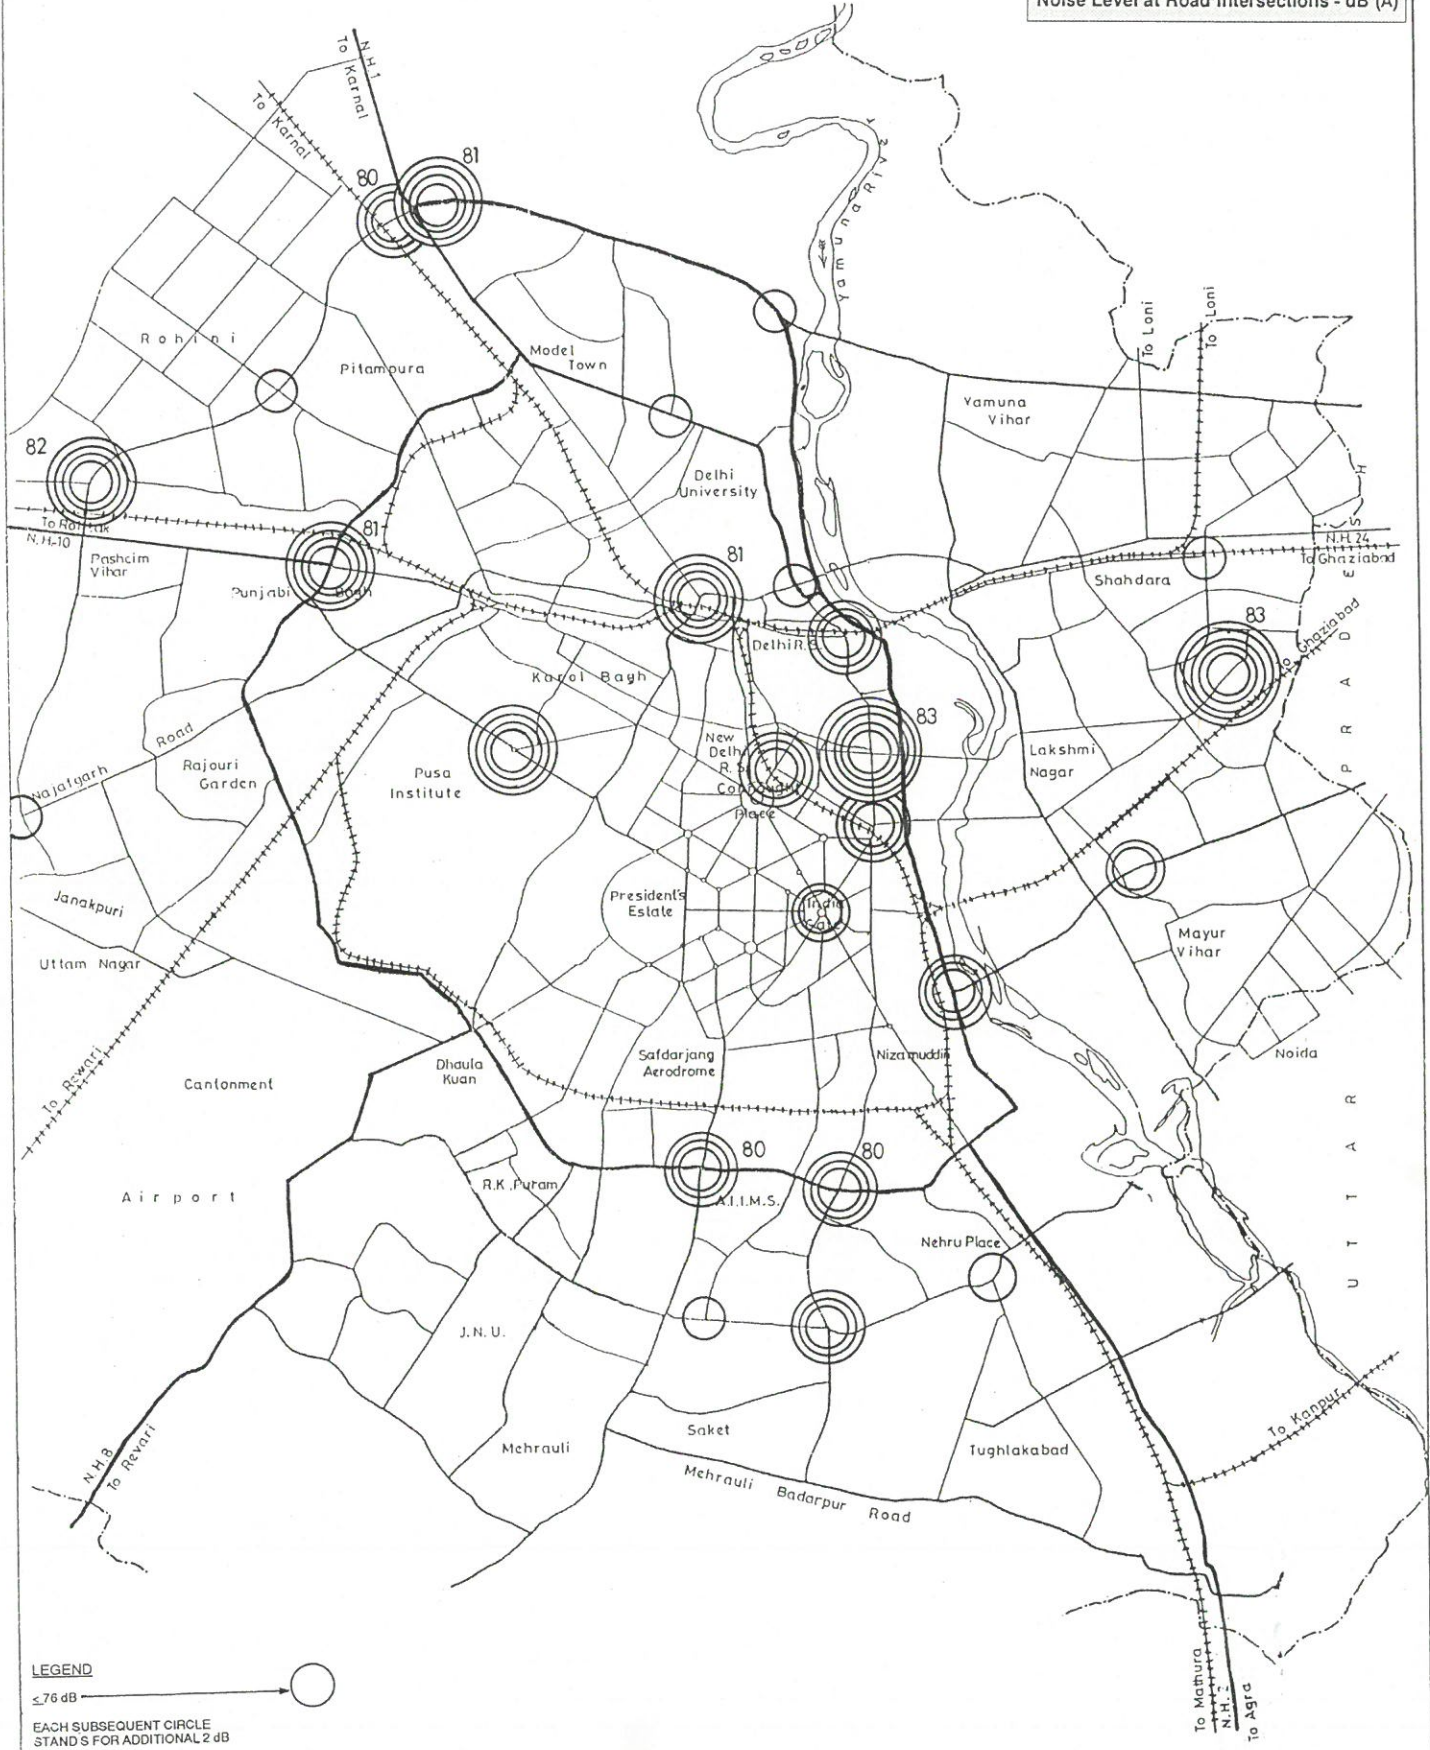 Noise Level at Road Intersections - dB (A)
N.H.1
To Karnal
To Karnal
81
80
Yamuna River
To Loni
To Loni
Rohini
Pitampura
Model
Town
Yamuna
Vihar
82
Delhi
University
To Rohtak
N.H-10
81
81
N.H. 24
To Ghaziabad
Pashcim
Vihar
Shahdara
Punjabi
Bagh
83
To Ghaziabad
Delhi R.S.
Karol Bagh
83
New
Delhi
R.S.
Connaught
Place
Lakshmi
Nagar
Najafgarh Road
Rajouri
Garden
Pusa
Institute
Janakpuri
President's
Estate
India
Gate
Mayur
Vihar
Uttam Nagar
UTTAR PRADESH
Safdarjang
Aerodrome
Nizamuddin
Noida
Dhaula
Kuan
Cantonment
To Rewari
80
80
Airport
R.K. Puram
A.I.I.M.S.
Nehru Place
J.N.U.
Saket
Mehrauli
Tughlakabad
To Kanpur
N.H.8
To Revari
Mehrauli Badarpur Road
To Mathura
N.H. 2
To Agra
LEGEND
≤76 dB
EACH SUBSEQUENT CIRCLE
STANDS FOR ADDITIONAL 2 dB